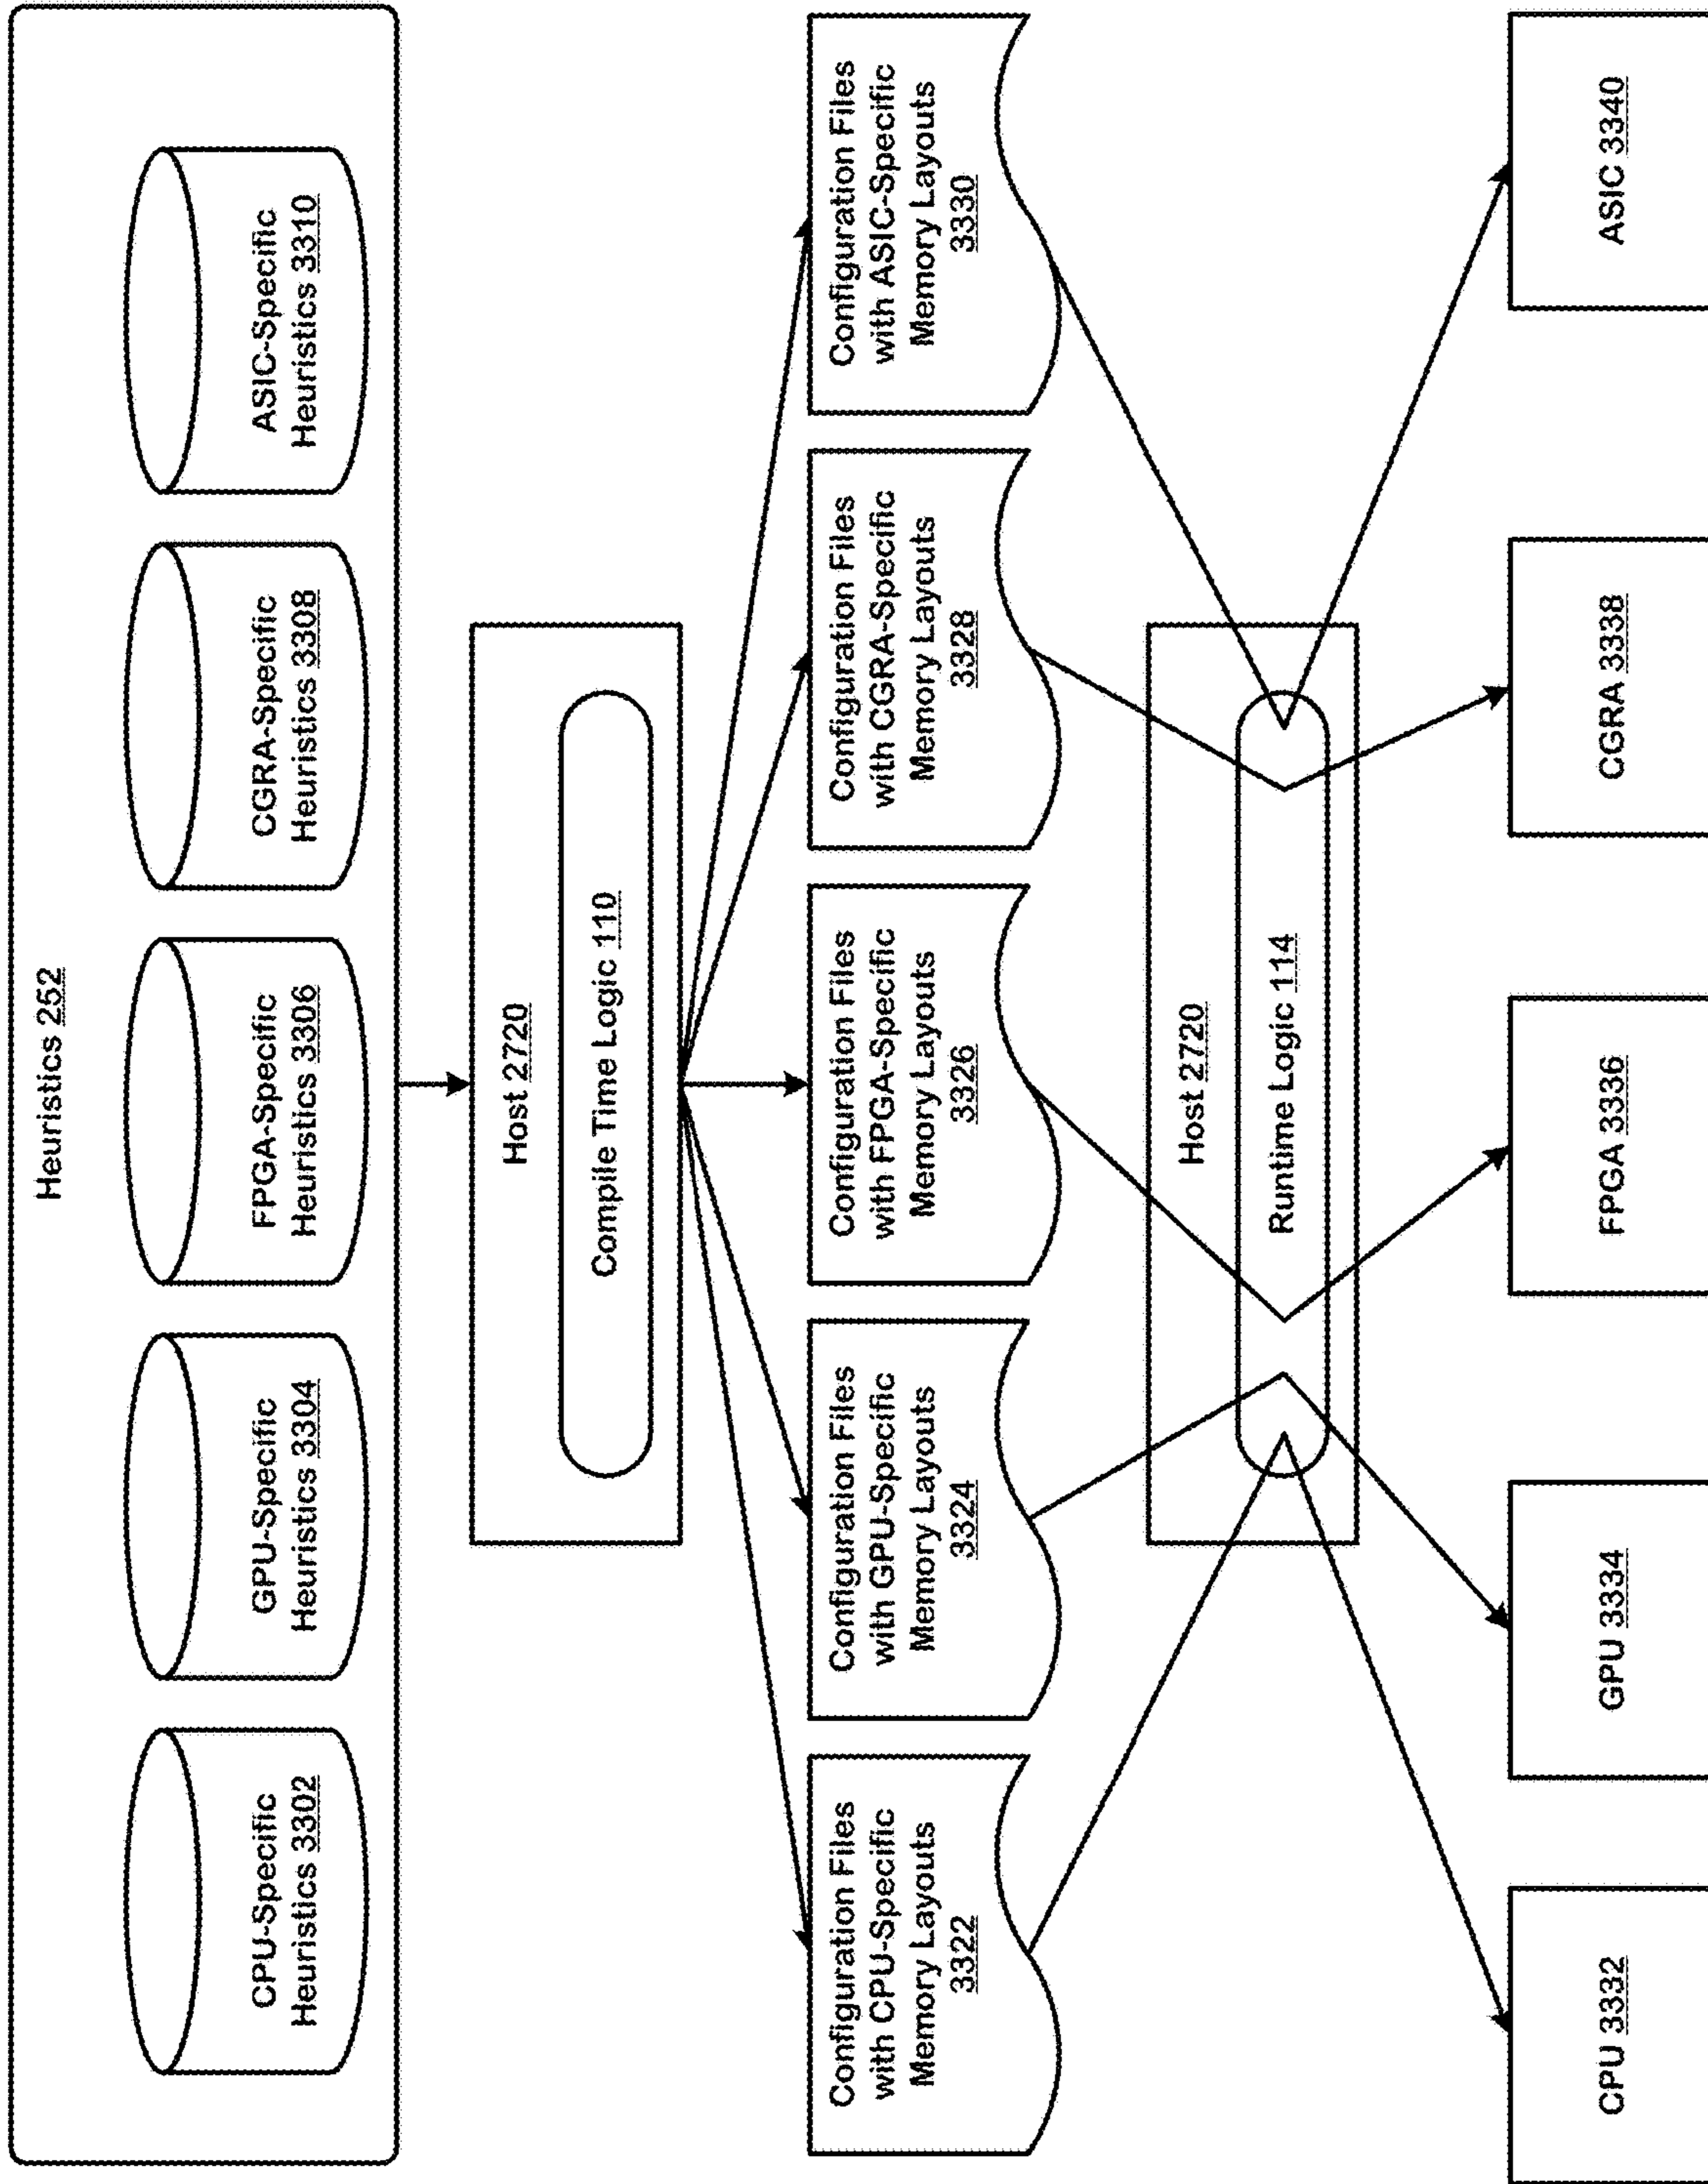 Heuristics 252
CPU-Specific
Heuristics 3302
GPU-Specific
Heuristics 3304
FPGA-Specific
Heuristics 3306
CGRA-Specific
Heuristics 3308
ASIC-Specific
Heuristics 3310
Host 2720
Compile Time Logic 110
Configuration Files
with CPU-Specific
Memory Layouts
3322
Configuration Files
with GPU-Specific
Memory Layouts
3324
Configuration Files
with FPGA-Specific
Memory Layouts
3326
Configuration Files
with CGRA-Specific
Memory Layouts
3328
Configuration Files
with ASIC-Specific
Memory Layouts
3330
Host 2720
Runtime Logic 114
CPU 3332
GPU 3334
FPGA 3336
CGRA 3338
ASIC 3340